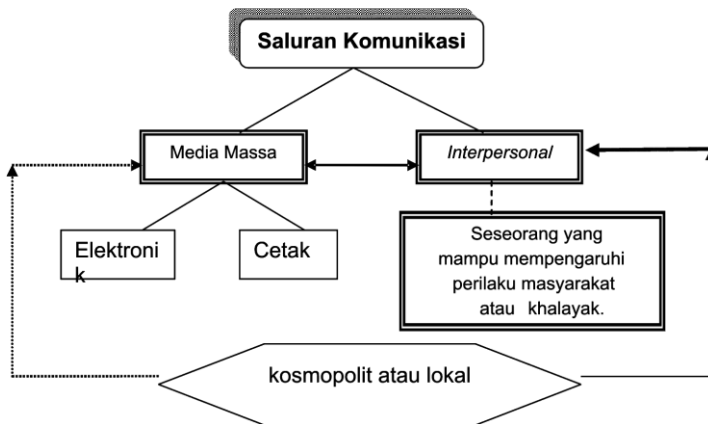 Saluran Komunikasi
Media Massa
Interpersonal
Elektroni
k
Cetak
Seseorang yang
mampu mempengaruhi
perilaku masyarakat
atau khalayak.
kosmopolit atau lokal